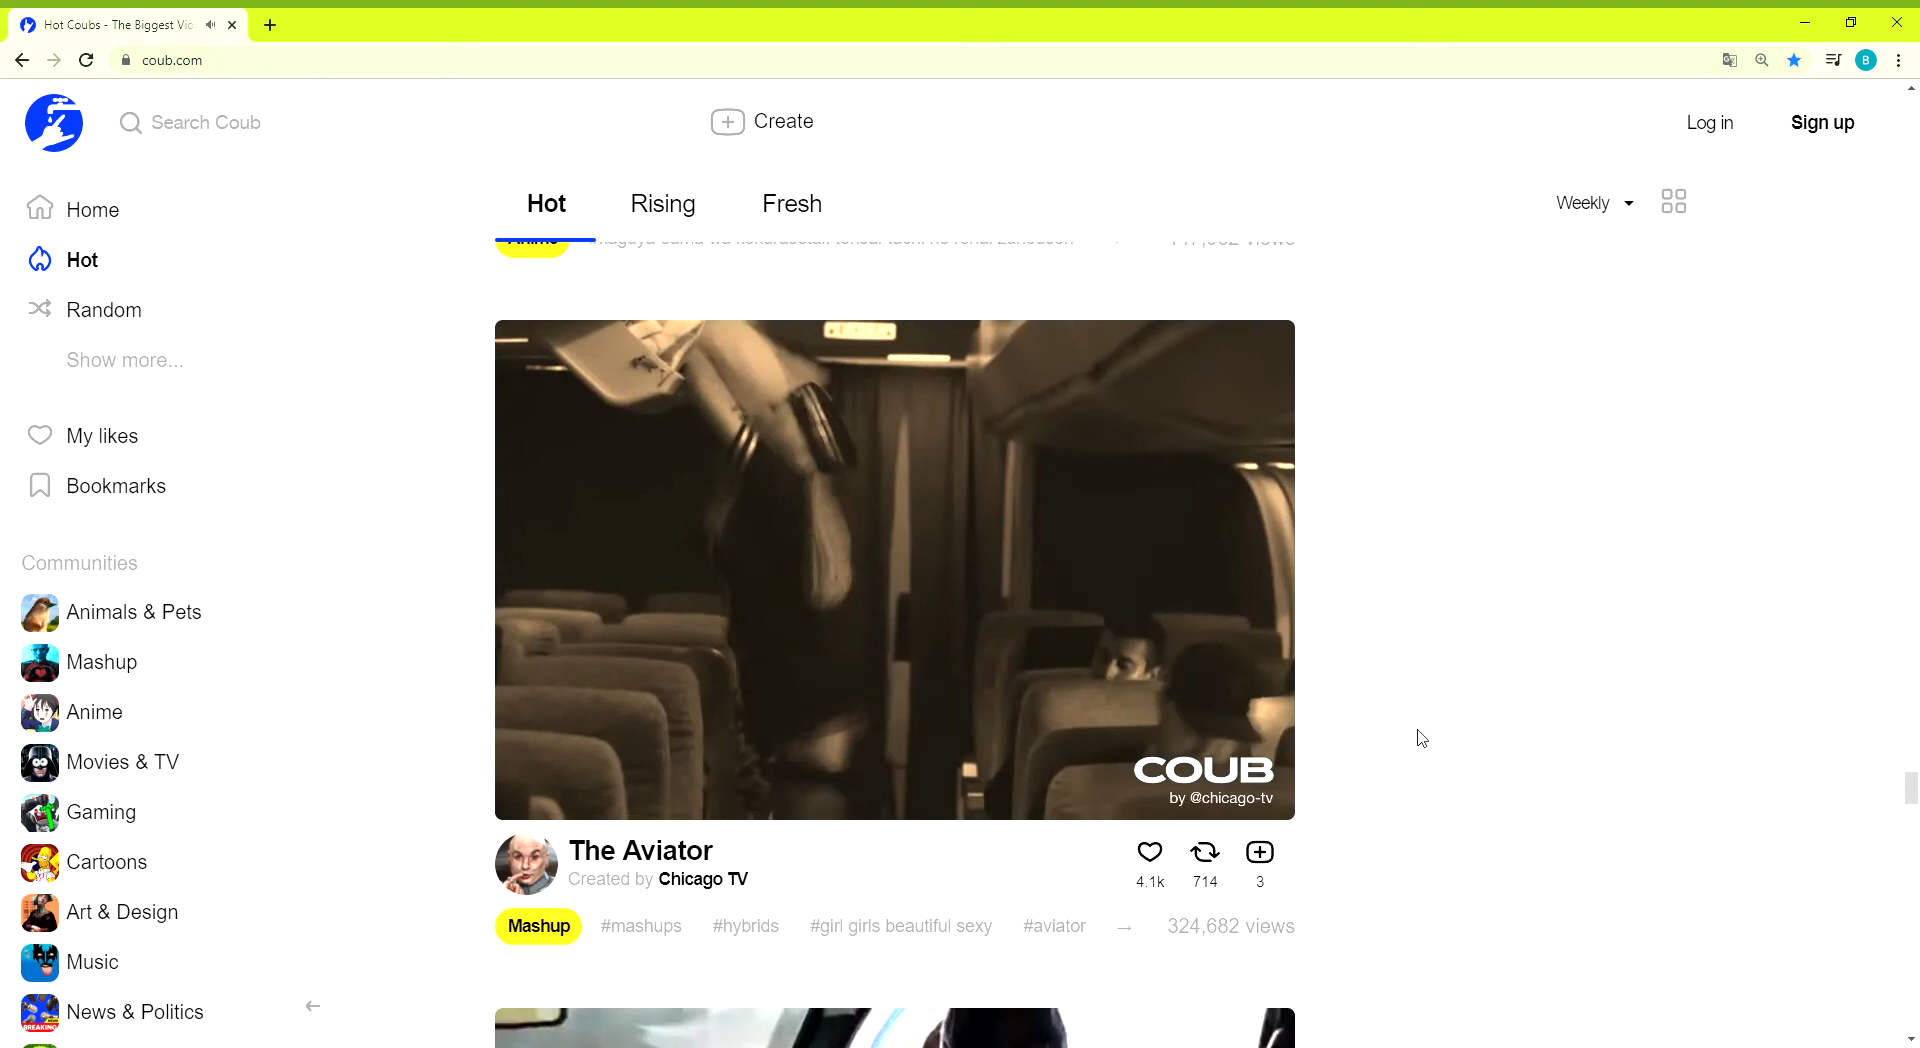 Hot Coubs - The Biggest Vic
coub.com
B
Search Coub
Create
Log in
Sign up
Home
Hot
Random
Show more...
My likes
Bookmarks
Communities
Animals & Pets
Mashup
Anime
Movies & TV
Gaming
Cartoons
Art & Design
Music
News & Politics
BREAKING
Hot
Rising
Fresh
Weekly
Anime
COUB
by @chicago-tv
The Aviator
Created by Chicago TV
4.1k
714
3
Mashup #mashups #hybrids #girl girls beautiful sexy #aviator → 324,682 views